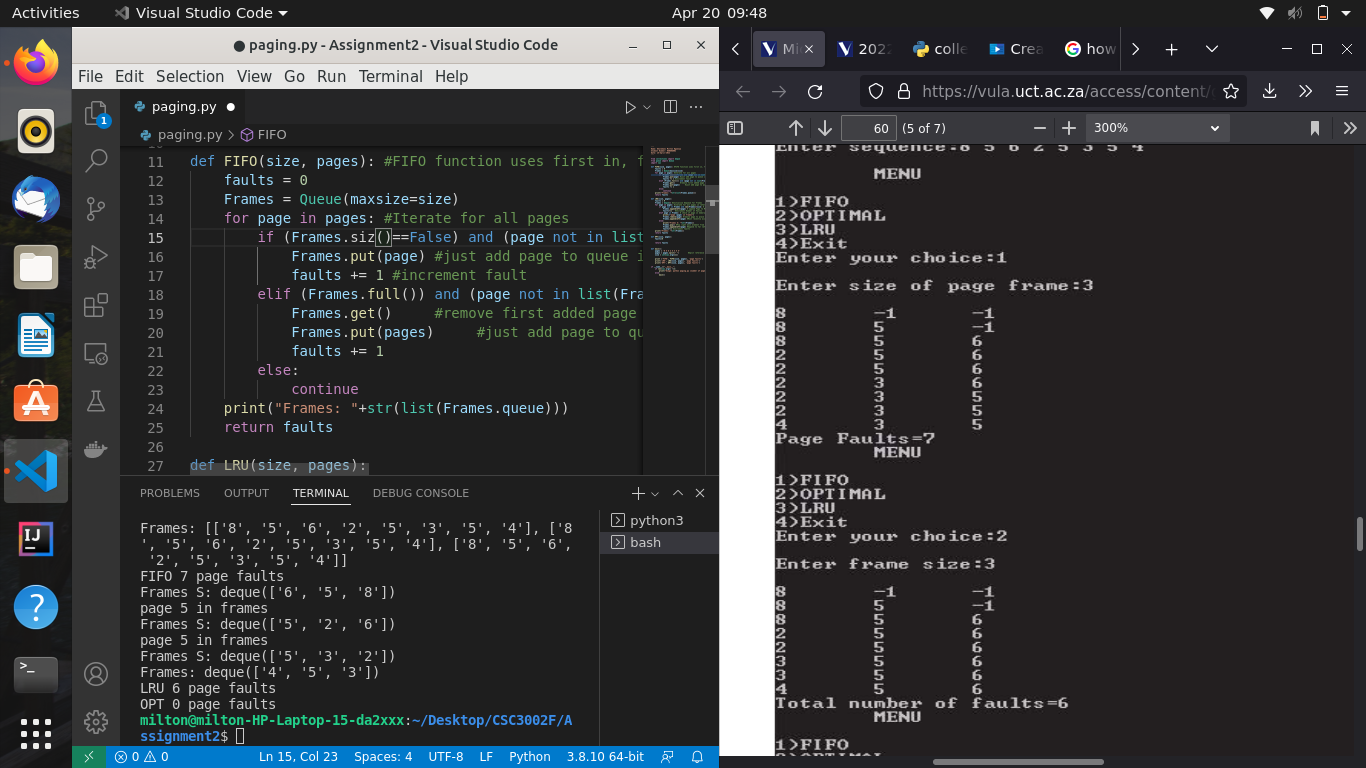 Activities
Visual Studio Code
Apr 20 09:48
● paging.py - Assignment2 - Visual Studio Code
File Edit Selection View Go Run Terminal Help
paging.py ●
paging.py > FIFO
11 def FIFO(size, pages): #FIFO function uses first in, f
12 faults = 0
13 Frames = Queue(maxsize=size)
14 for page in pages: #Iterate for all pages
15 if (Frames.siz()==False) and (page not in list
16 Frames.put(page) #just add page to queue i
17 faults += 1 #increment fault
18 elif (Frames.full()) and (page not in list(Fra
19 Frames.get() #remove first added page
20 Frames.put(pages) #just add page to qu
21 faults += 1
22 else:
23 continue
24 print("Frames: "+str(list(Frames.queue)))
25 return faults
26
27 def LRU(size, pages):
1
PROBLEMS OUTPUT TERMINAL DEBUG CONSOLE
Frames: [['8', '5', '6', '2', '5', '3', '5', '4'], ['8
', '5', '6', '2', '5', '3', '5', '4'], ['8', '5', '6',
'2', '5', '3', '5', '4']]
FIFO 7 page faults
Frames S: deque(['6', '5', '8'])
page 5 in frames
Frames S: deque(['5', '2', '6'])
page 5 in frames
Frames S: deque(['5', '3', '2'])
Frames: deque(['4', '5', '3'])
LRU 6 page faults
OPT 0 page faults
milton@milton-HP-Laptop-15-da2xxx:~/Desktop/CSC3002F/A
ssignment2$
python3
bash
0 0 Ln 15, Col 23 Spaces: 4 UTF-8 LF Python 3.8.10 64-bit
2022 colle Crea how
https://vula.uct.ac.za/access/content/
60 (5 of 7) 300%
Enter sequence:8 5 6 2 5 3 5 4
MENU
1>FIFO
2>OPTIMAL
3>LRU
4>Exit
Enter your choice:1
Enter size of page frame:3
8 -1 -1
8 5 -1
8 5 6
2 5 6
2 5 6
2 3 6
2 3 5
2 3 5
4 3 5
Page Faults=7
MENU
1>FIFO
2>OPTIMAL
3>LRU
4>Exit
Enter your choice:2
Enter frame size:3
8 -1 -1
8 5 -1
8 5 6
2 5 6
2 5 6
3 5 6
3 5 6
4 5 6
Total number of faults=6
MENU
1>FIFO